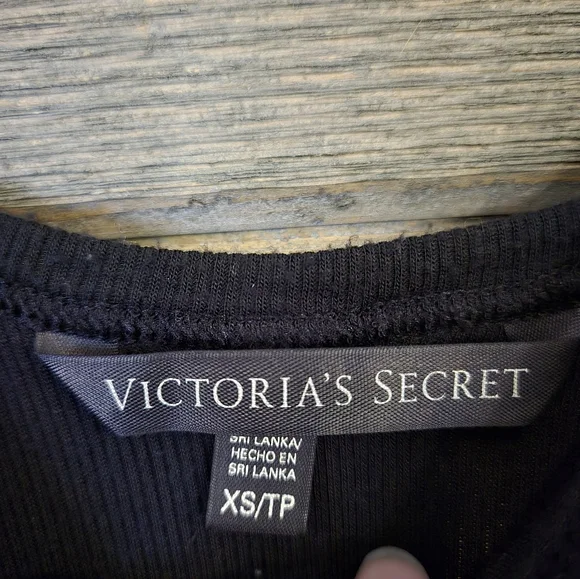 VICTORIA'S SECRET
SRI LANKA/
HECHO EN
SRI LANKA
XS/TP